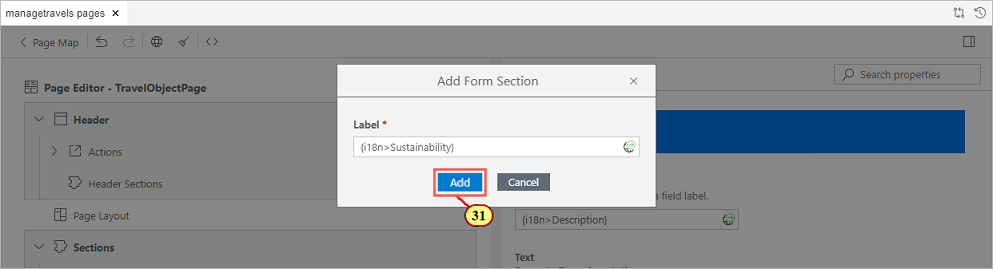 managetravels pages ×
Page Map
Search properties
Page Editor - TravelObjectPage
Add Form Section ×
Header
Label *
{i18n>Sustainability}
Actions
Add
Cancel
Header Sections
a field label.
31
Page Layout
{i18n>Description}
Sections
Text